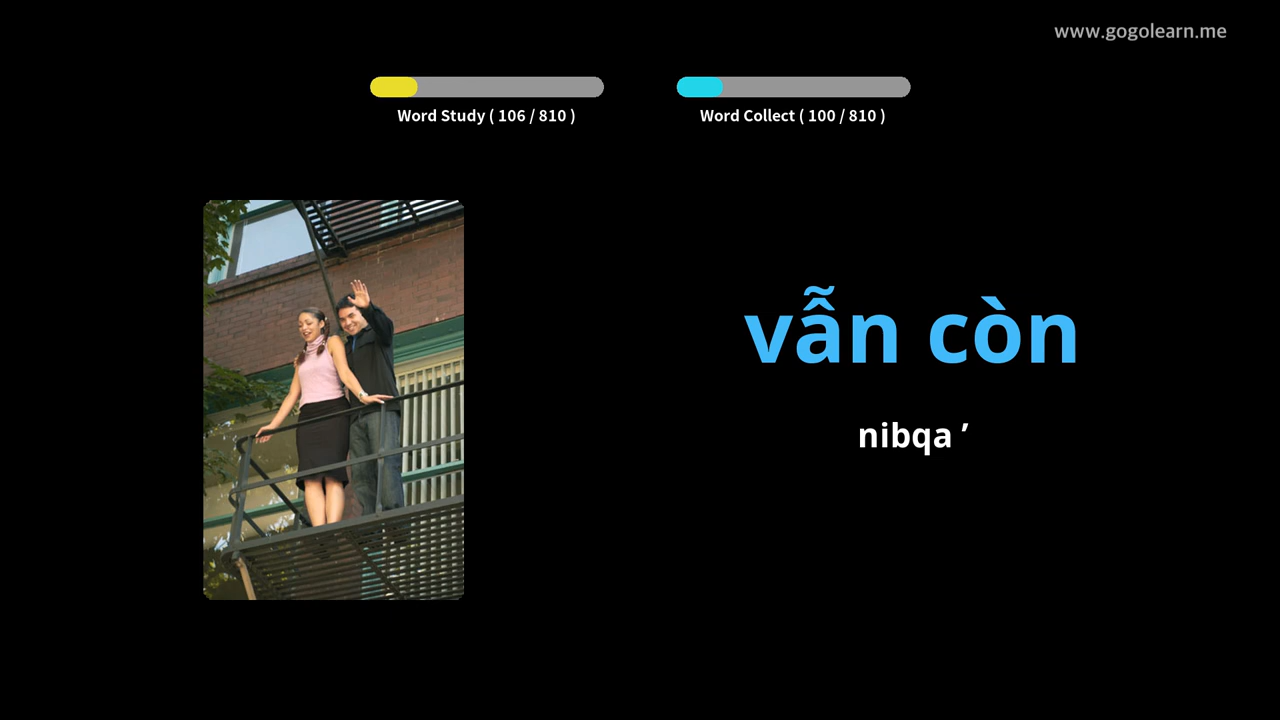 www.gogolearn.me
Word Study ( 106 / 810 )
Word Collect ( 100 / 810 )
vẫn còn
nibqa ’